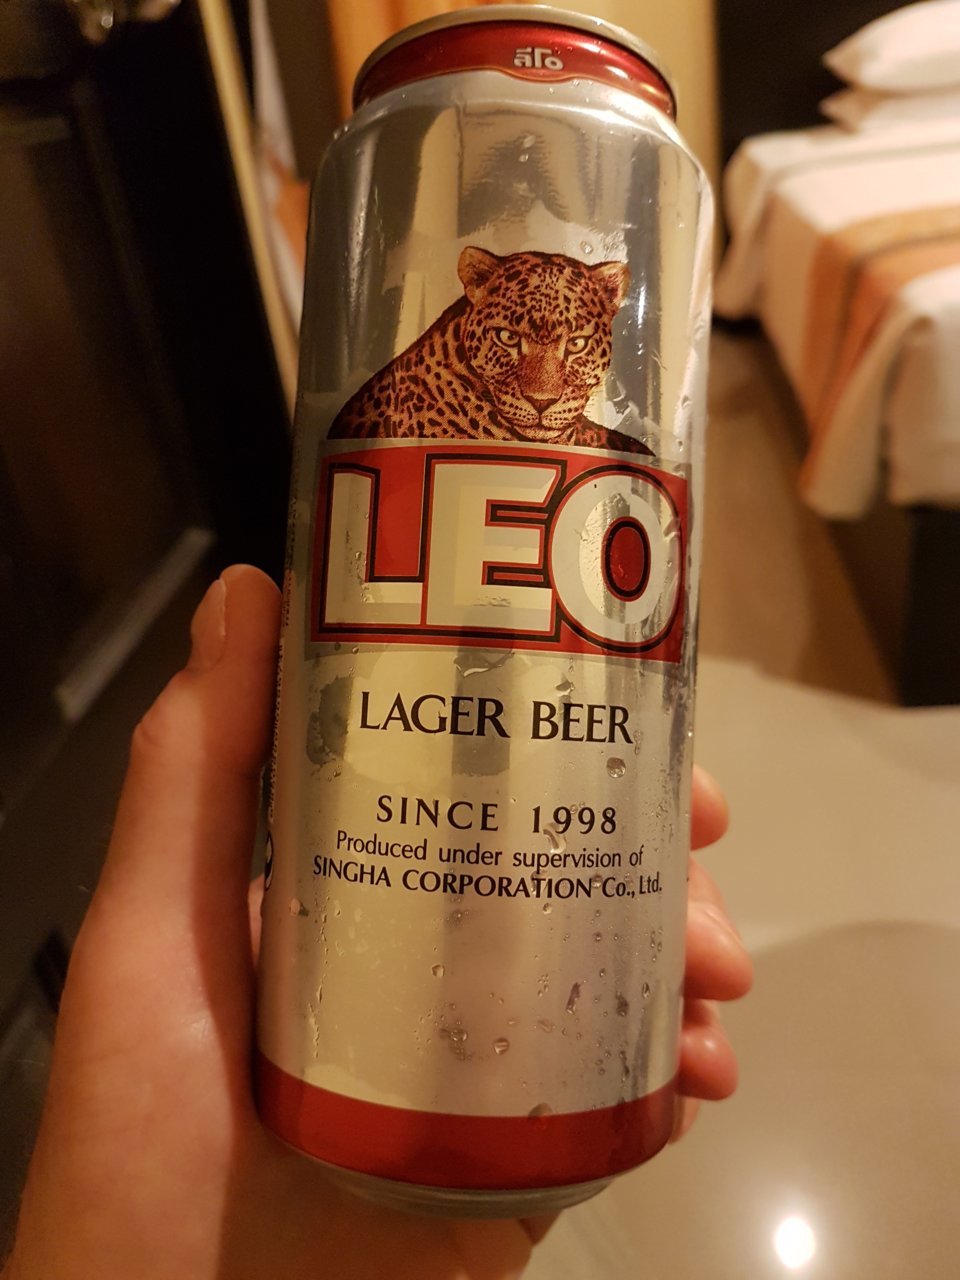 ลีโอ
LEO
LAGER BEER
SINCE 1998
Produced under supervision of
SINGHA CORPORATION Co., Ltd.